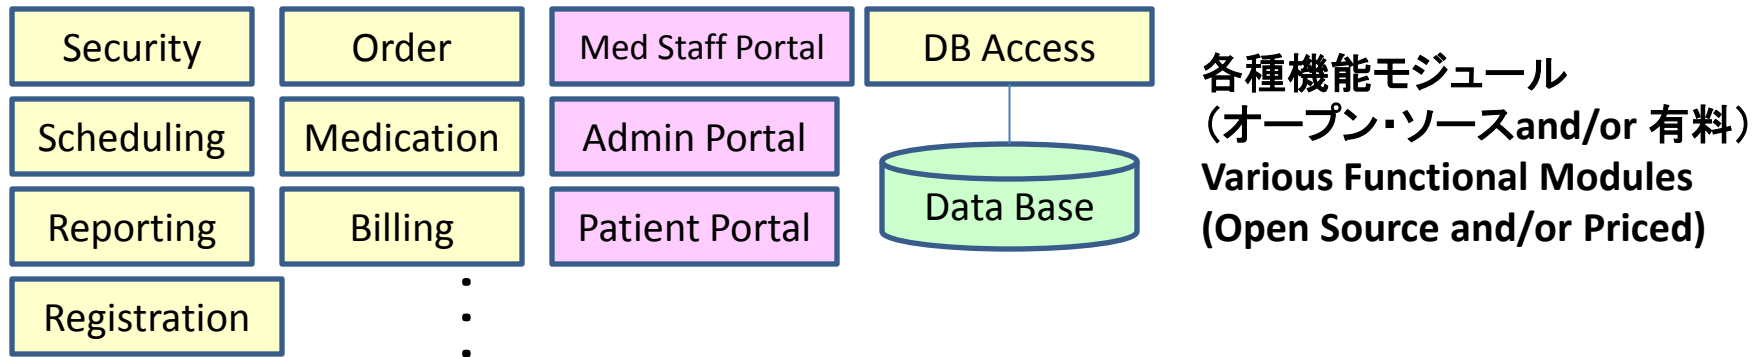 Security
Order
Med Staff Portal
DB Access
Scheduling
Medication
Admin Portal
Reporting
Billing
Patient Portal
Data Base
Registration
各種機能モジュール
（オープン・ソースand/or 有料）
Various Functional Modules
(Open Source and/or Priced)